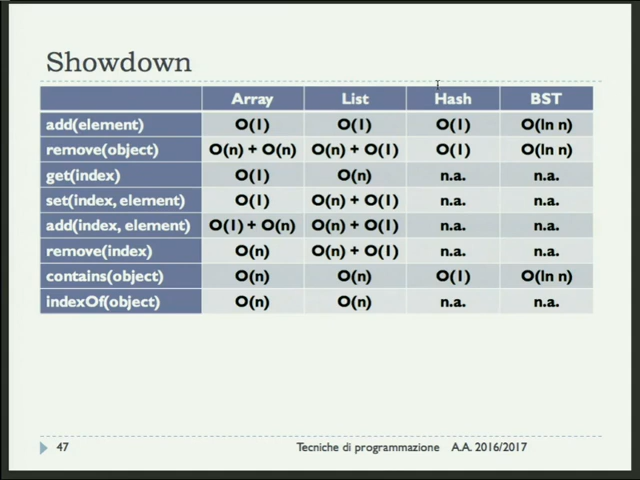 Showdown
Array List Hash BST
add(element) O(1) O(1) O(1) O(ln n)
remove(object) O(n) + O(n) O(n) + O(1) O(1) O(ln n)
get(index) O(1) O(n) n.a. n.a.
set(index, element) O(1) O(n) + O(1) n.a. n.a.
add(index, element) O(1) + O(n) O(n) + O(1) n.a. n.a.
remove(index) O(n) O(n) + O(1) n.a. n.a.
contains(object) O(n) O(n) O(1) O(ln n)
indexOf(object) O(n) O(n) n.a. n.a.
47 Tecniche di programmazione A.A. 2016/2017